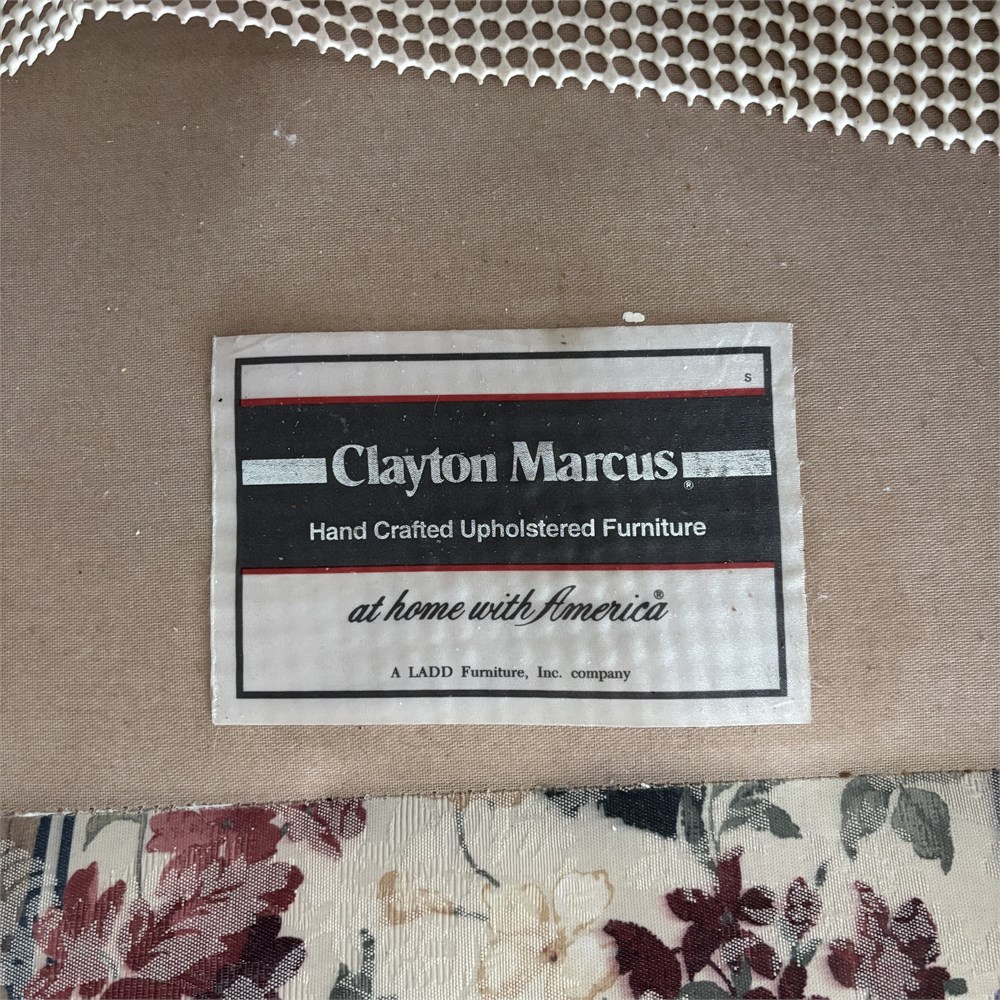 S
Clayton Marcus®
Hand Crafted Upholstered Furniture
at home with America®
A LADD Furniture, Inc. company